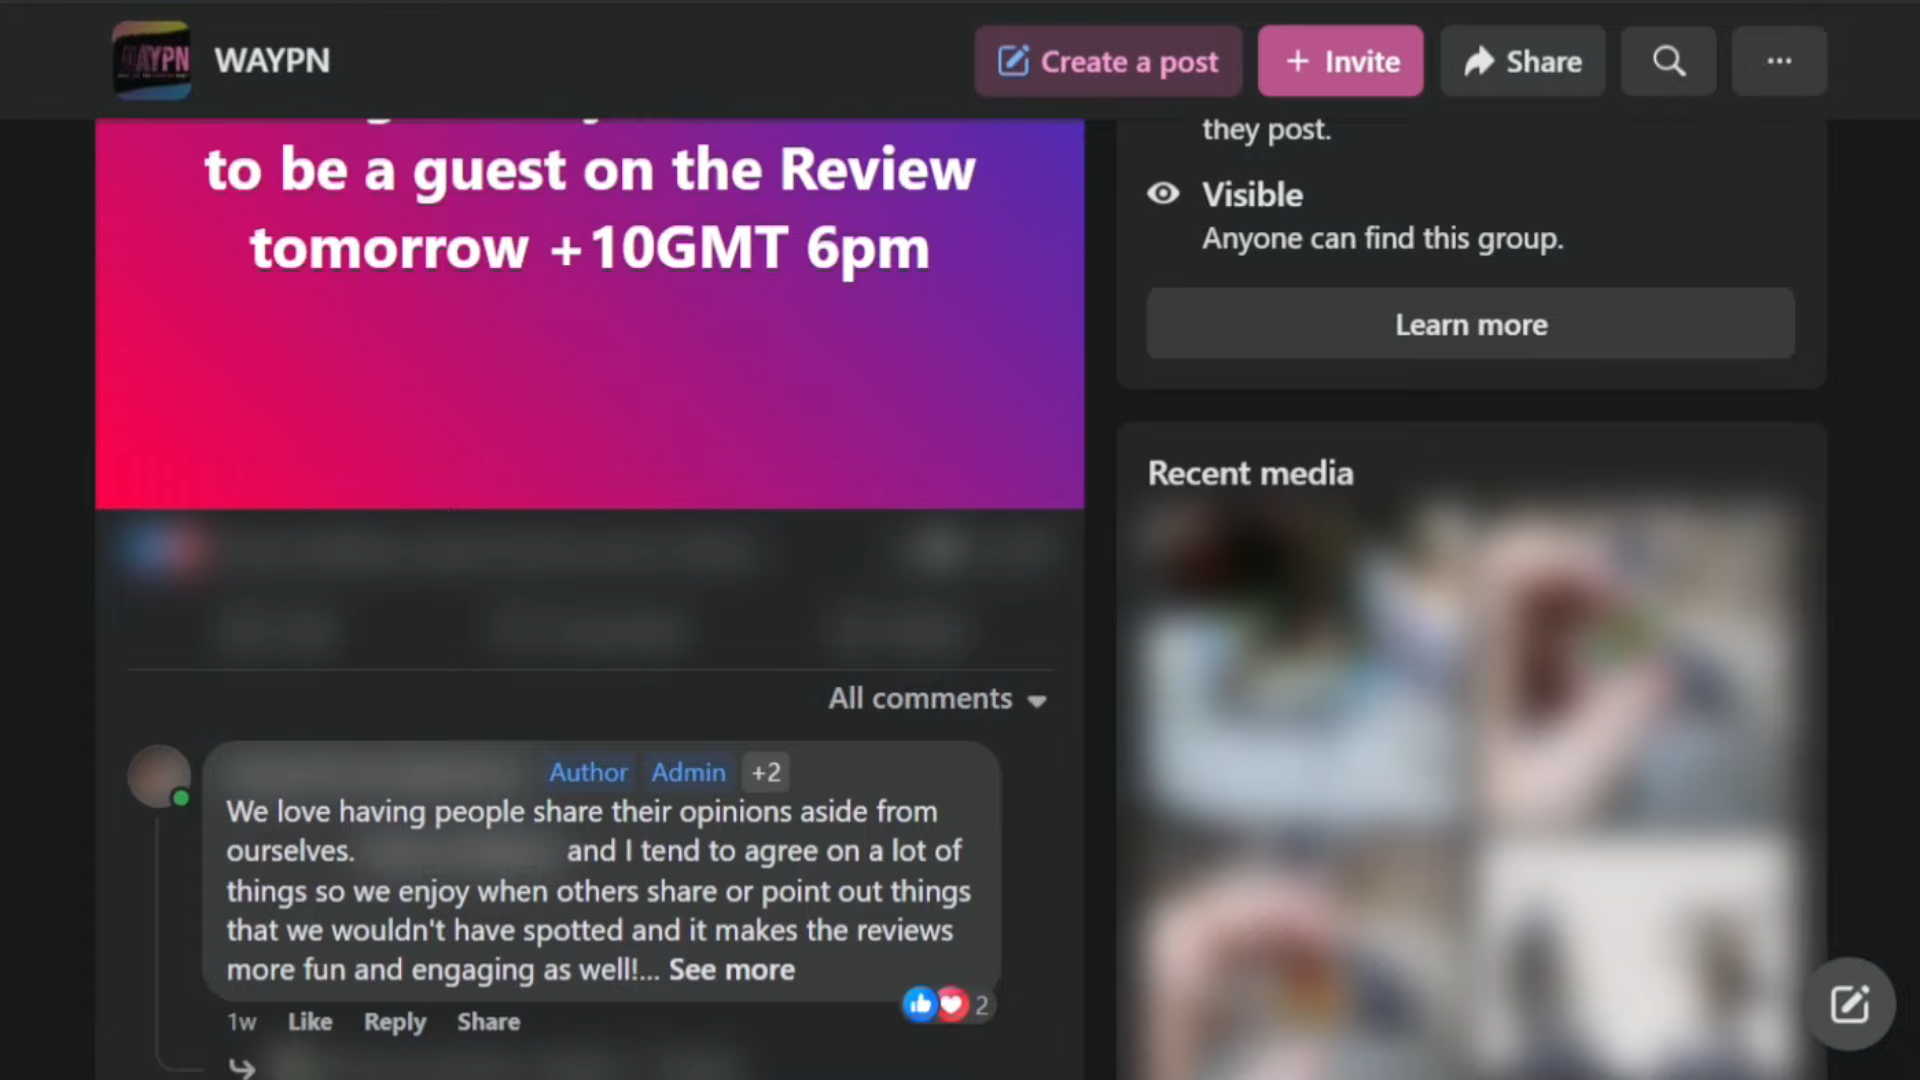 WAYPN
WAYPN
Create a post
+ Invite
Share
...
to be a guest on the Review
tomorrow +10GMT 6pm
they post.
Visible
Anyone can find this group.
Learn more
Recent media
All comments
Author Admin +2
We love having people share their opinions aside from
ourselves. and I tend to agree on a lot of
things so we enjoy when others share or point out things
that we wouldn't have spotted and it makes the reviews
more fun and engaging as well!... See more
2
1w Like Reply Share